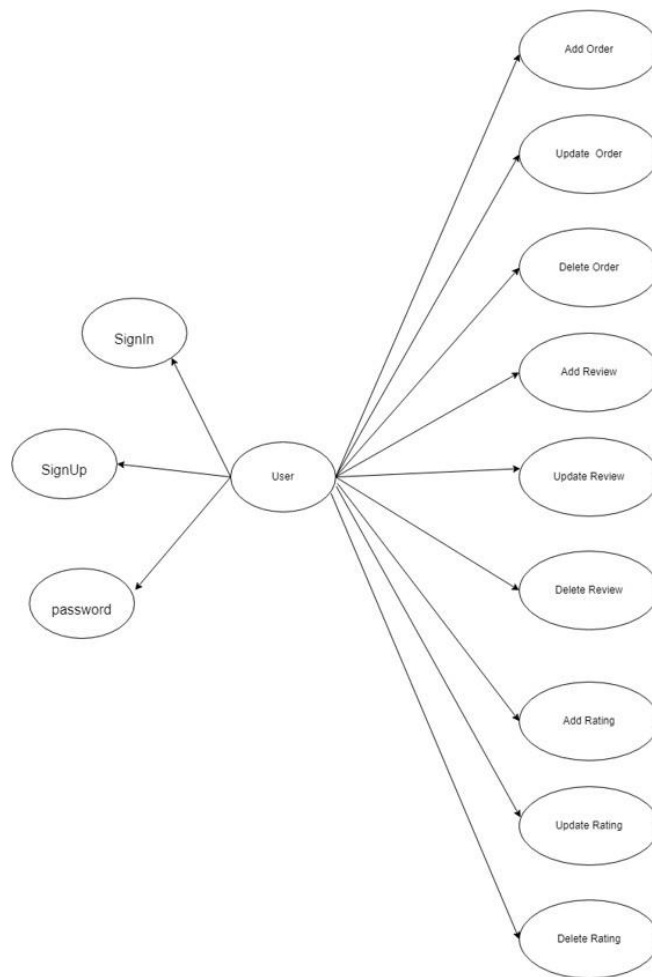 Add Order
Update Order
Delete Order
SignIn
Add Review
SignUp
User
Update Review
Delete Review
password
Add Rating
Update Rating
Delete Rating